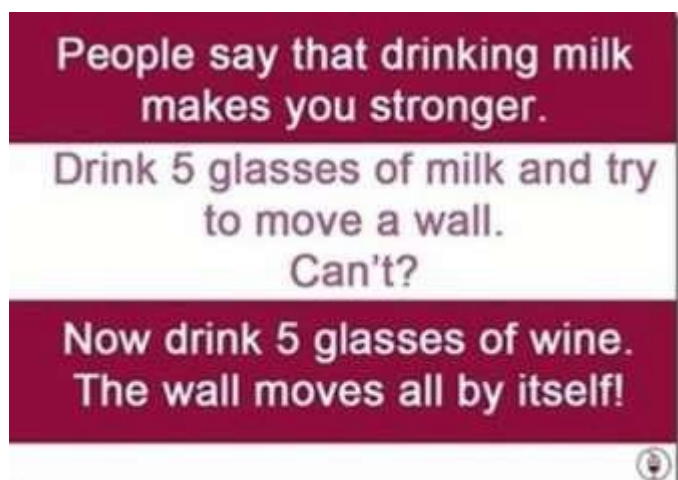 People say that drinking milk
makes you stronger.
Drink 5 glasses of milk and try
to move a wall.
Can't?
Now drink 5 glasses of wine.
The wall moves all by itself!